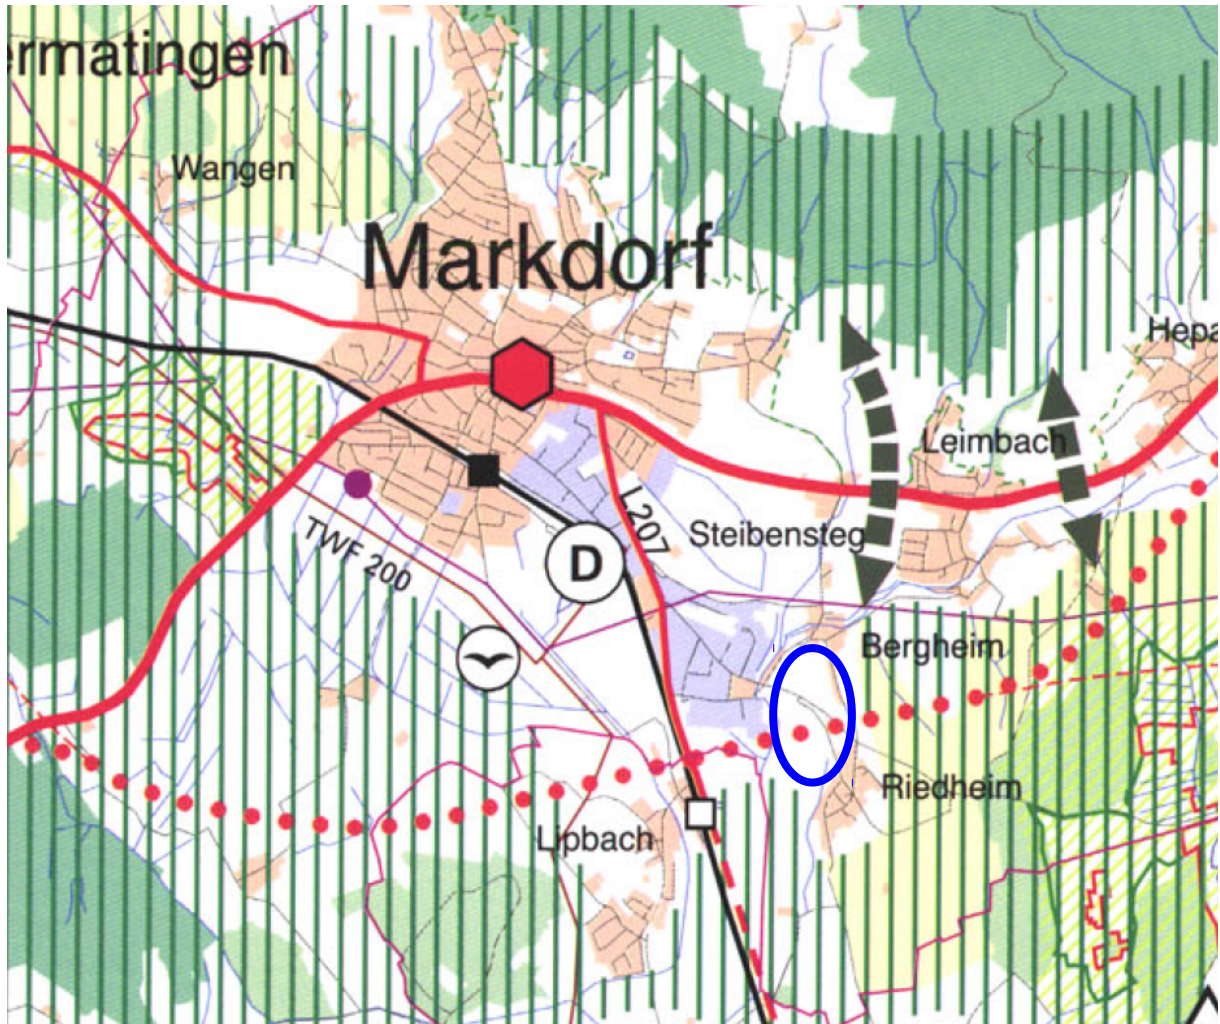 ermatingen
Wangen
Markdorf
Hepa
Leimbach
L207
Steibensteg
TWF 200
D
Bergheim
Riedheim
Lipbach